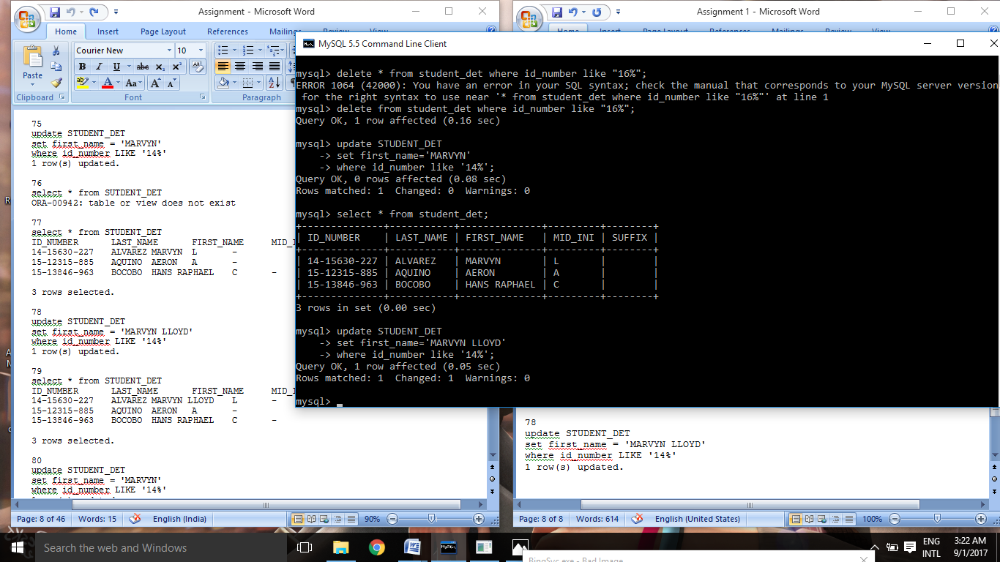 Assignment - Microsoft Word
Home Insert Page Layout References Mailing
Courier New 10
Paste
Clipboard Font Paragraph
75
update STUDENT_DET
set first_name = 'MARVYN'
where id_number LIKE '14%'
1 row(s) updated.
76
select * from SUTDENT_DET
ORA-00942: table or view does not exist
77
select * from STUDENT_DET
ID_NUMBER LAST_NAME FIRST_NAME MID_I
14-15630-227 ALVAREZ MARVYN L -
15-12315-885 AQUINO AERON A -
15-13846-963 BOCOBO HANS RAPHAEL C -
3 rows selected.
78
update STUDENT_DET
set first_name = 'MARVYN LLOYD'
where id_number LIKE '14%'
1 row(s) updated.
79
select * from STUDENT_DET
ID_NUMBER LAST_NAME FIRST_NAME MID_I
14-15630-227 ALVAREZ MARVYN LLOYD L -
15-12315-885 AQUINO AERON A -
15-13846-963 BOCOBO HANS RAPHAEL C -
3 rows selected.
80
update STUDENT_DET
set first_name = 'MARVYN'
where id_number LIKE '14%'
Page: 8 of 46 Words: 15 English (India) 90%
Assignment 1 - Microsoft Word
MySQL 5.5 Command Line Client
mysql> delete * from student_det where id_number like "16%";
ERROR 1064 (42000): You have an error in your SQL syntax; check the manual that corresponds to your MySQL server version
for the right syntax to use near '* from student_det where id_number like "16%"' at line 1
mysql> delete from student_det where id_number like "16%";
Query OK, 1 row affected (0.16 sec)
mysql> update STUDENT_DET
-> set first_name='MARVYN'
-> where id_number like '14%';
Query OK, 0 rows affected (0.08 sec)
Rows matched: 1 Changed: 0 Warnings: 0
mysql> select * from student_det;
+--------------+-----------+--------------+---------+--------+
| ID_NUMBER | LAST_NAME | FIRST_NAME | MID_INI | SUFFIX |
+--------------+-----------+--------------+---------+--------+
| 14-15630-227 | ALVAREZ | MARVYN | L | |
| 15-12315-885 | AQUINO | AERON | A | |
| 15-13846-963 | BOCOBO | HANS RAPHAEL | C | |
+--------------+-----------+--------------+---------+--------+
3 rows in set (0.00 sec)
mysql> update STUDENT_DET
-> set first_name='MARVYN LLOYD'
-> where id_number like '14%';
Query OK, 1 row affected (0.05 sec)
Rows matched: 1 Changed: 1 Warnings: 0
mysql>
78
update STUDENT_DET
set first_name = 'MARVYN LLOYD'
where id_number LIKE '14%'
1 row(s) updated.
Page: 8 of 8 Words: 614 English (United States) 100%
Search the web and Windows
ENG
INTL
3:22 AM
9/1/2017
BingSvc.exe - Bad Image